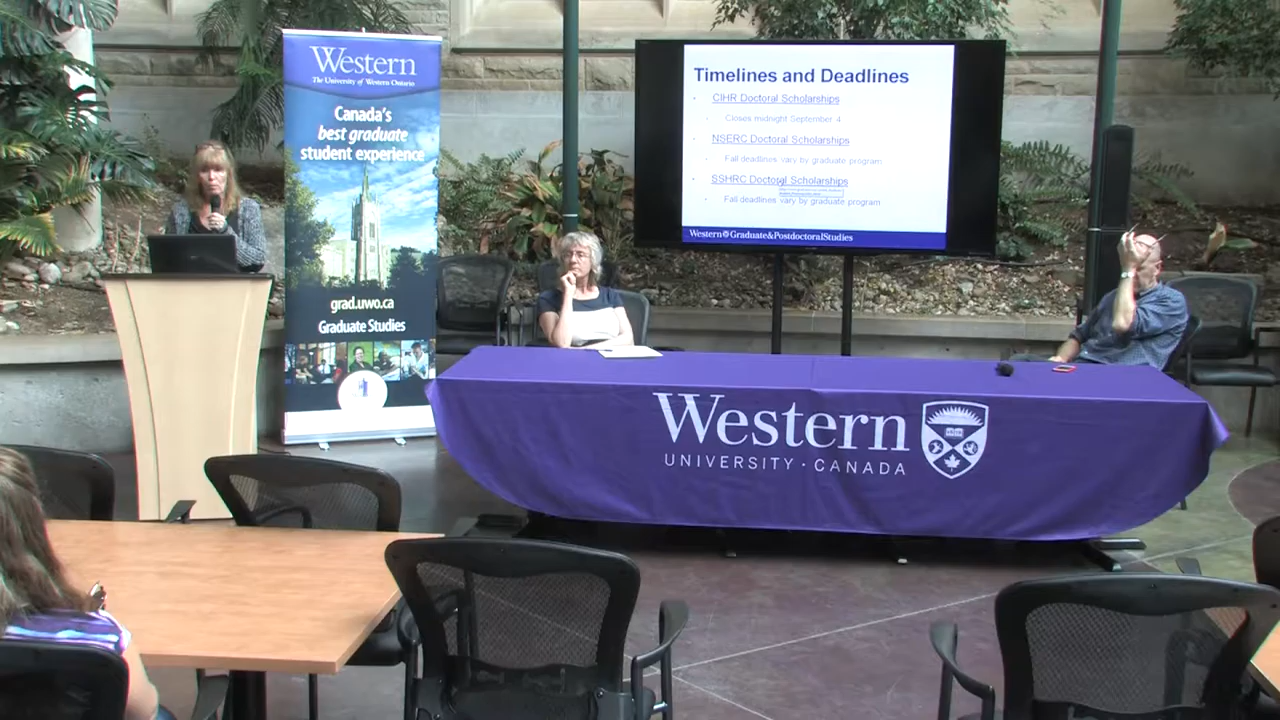 Western
The University of Western Ontario
Canada's
best graduate
student experience
grad.uwo.ca
Graduate Studies
Timelines and Deadlines
CIHR Doctoral Scholarships
Closes midnight September 4
NSERC Doctoral Scholarships
Fall deadlines vary by graduate program
SSHRC Doctoral Scholarships
Fall deadlines vary by graduate program
Western Graduate&PostdoctoralStudies
Western
UNIVERSITY · CANADA